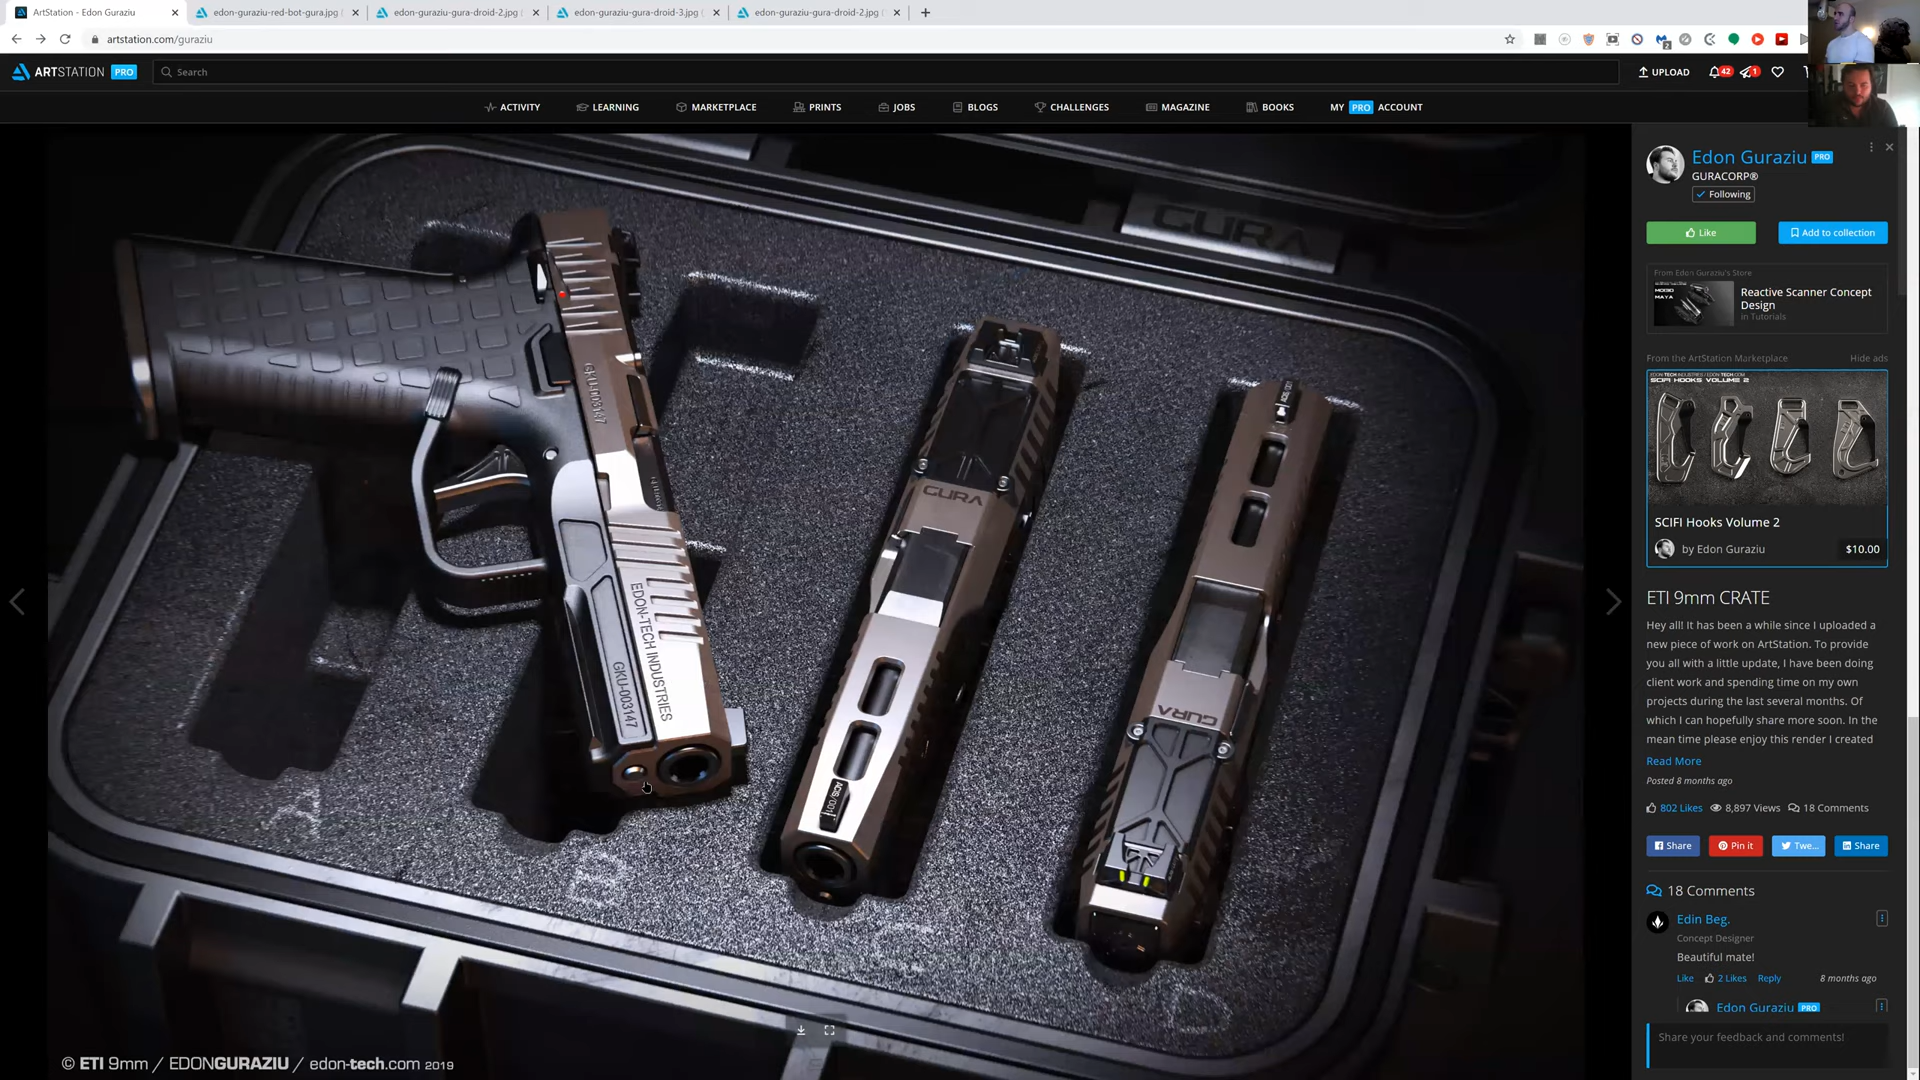 ArtStation - Edon Guraziu
edon-guraziu-red-bot-gura.jpg (
edon-guraziu-gura-droid-2.jpg (
edon-guraziu-gura-droid-3.jpg (
edon-guraziu-gura-droid-2.jpg (
artstation.com/guraziu
2
ARTSTATION PRO
Search
UPLOAD
42
1
ACTIVITY
LEARNING
MARKETPLACE
PRINTS
JOBS
BLOGS
CHALLENGES
MAGAZINE
BOOKS
MY PRO ACCOUNT
GURA
GKU-003147
GURA
EDON-TECH INDUSTRIES
GKU-003147
GURA
A
B
C
D
© ETI 9mm / EDONGURAZIU / edon-tech.com 2019
Edon Guraziu PRO
GURACORP®
Following
Like
Add to collection
From Edon Guraziu's Store
Reactive Scanner Concept
Design
in Tutorials
From the ArtStation Marketplace
Hide ads
SCIFI HOOKS VOLUME 2
SCIFI Hooks Volume 2
by Edon Guraziu
$10.00
ETI 9mm CRATE
Hey all! It has been a while since I uploaded a
new piece of work on ArtStation. To provide
you all with a little update, I have been doing
client work and spending time on my own
projects during the last several months. Of
which I can hopefully share more soon. In the
mean time please enjoy this render I created
Read More
Posted 8 months ago
802 Likes
8,897 Views
18 Comments
Share
Pin it
Twe...
Share
18 Comments
Edin Beg.
Concept Designer
Beautiful mate!
Like
2 Likes
Reply
8 months ago
Edon Guraziu PRO
Share your feedback and comments!